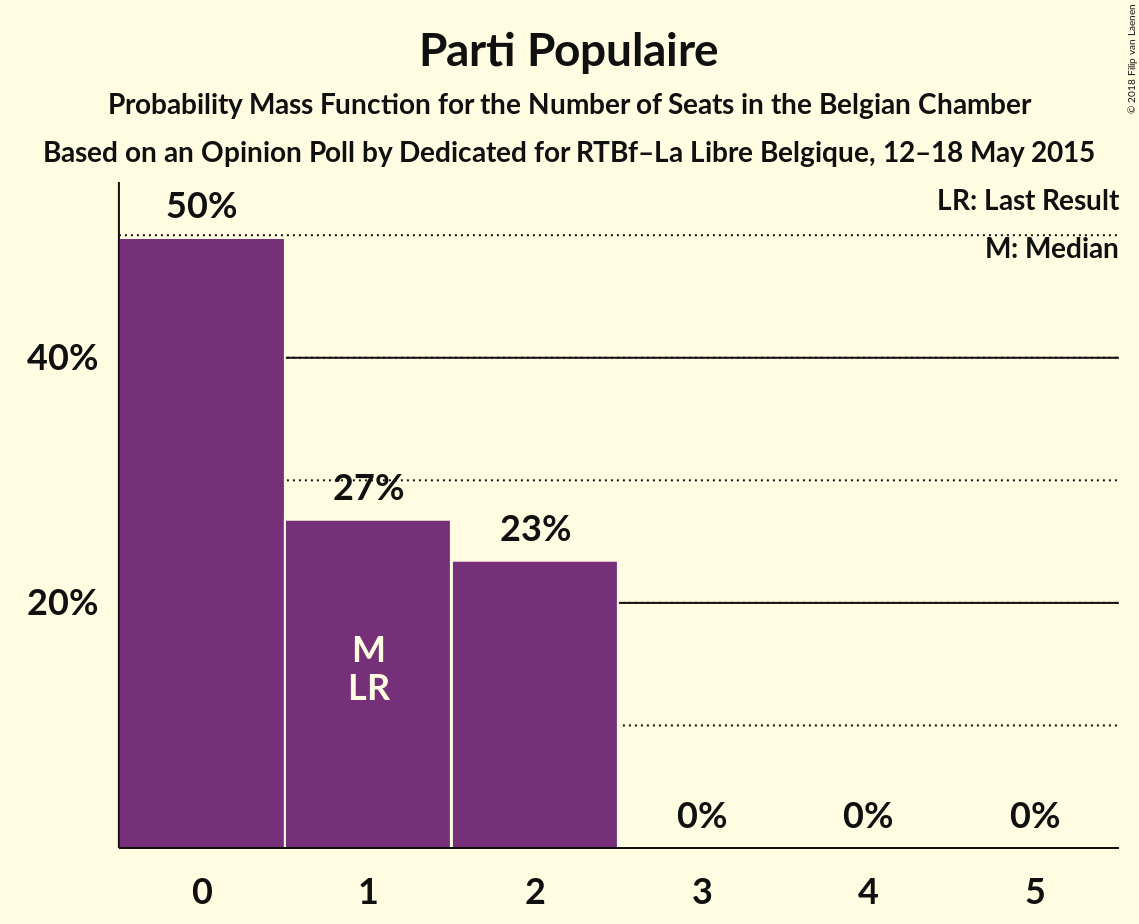 Parti Populaire
Probability Mass Function for the Number of Seats in the Belgian Chamber
Based on an Opinion Poll by Dedicated for RTBf–La Libre Belgique, 12–18 May 2015
© 2018 Filip van Laenen
LR: Last Result
M: Median
50%
40%
27%
23%
20%
M
LR
0% 0% 0%
0 1 2 3 4 5